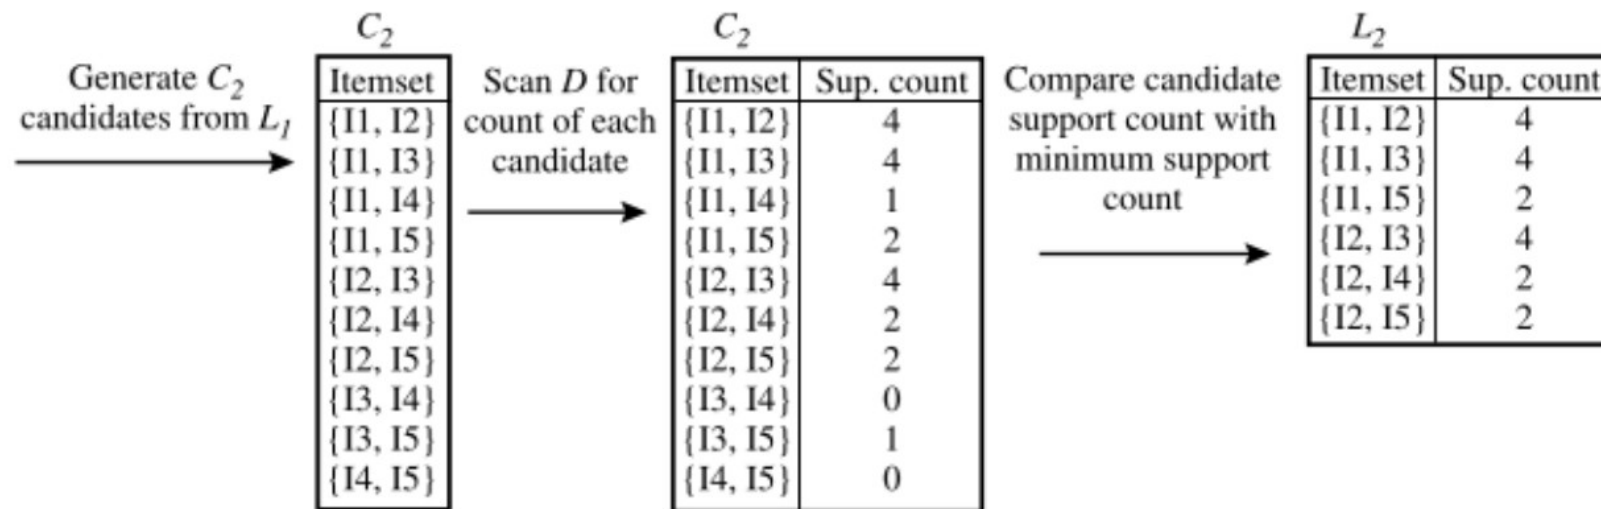 Generate C2
candidates from L1
C2
Itemset
{I1, I2}
{I1, I3}
{I1, I4}
{I1, I5}
{I2, I3}
{I2, I4}
{I2, I5}
{I3, I4}
{I3, I5}
{I4, I5}
Scan D for
count of each
candidate
C2
Itemset Sup. count
{I1, I2} 4
{I1, I3} 4
{I1, I4} 1
{I1, I5} 2
{I2, I3} 4
{I2, I4} 2
{I2, I5} 2
{I3, I4} 0
{I3, I5} 1
{I4, I5} 0
Compare candidate
support count with
minimum support
count
L2
Itemset Sup. count
{I1, I2} 4
{I1, I3} 4
{I1, I5} 2
{I2, I3} 4
{I2, I4} 2
{I2, I5} 2